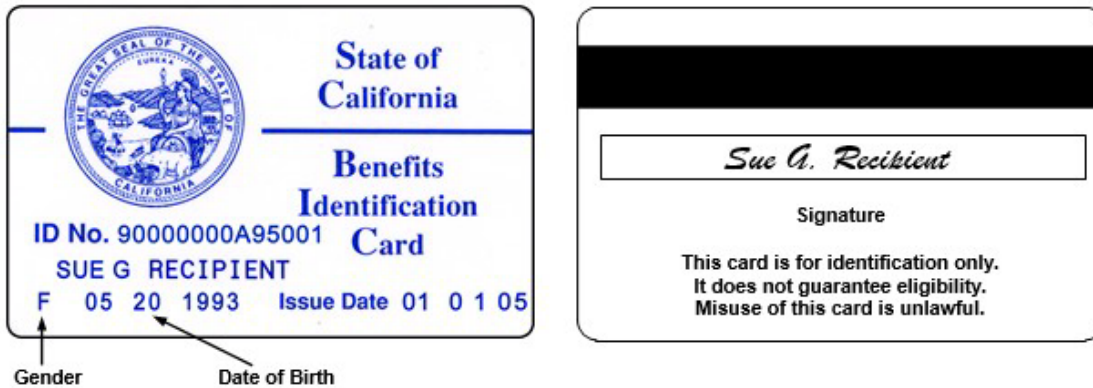 THE GREAT SEAL OF THE STATE OF CALIFORNIA
EUREKA
State of
California
Benefits
Identification
Card
ID No. 90000000A95001
SUE G RECIPIENT
F 05 20 1993 Issue Date 01 0 1 05
Gender Date of Birth
Sue G. Recipient
Signature
This card is for identification only.
It does not guarantee eligibility.
Misuse of this card is unlawful.